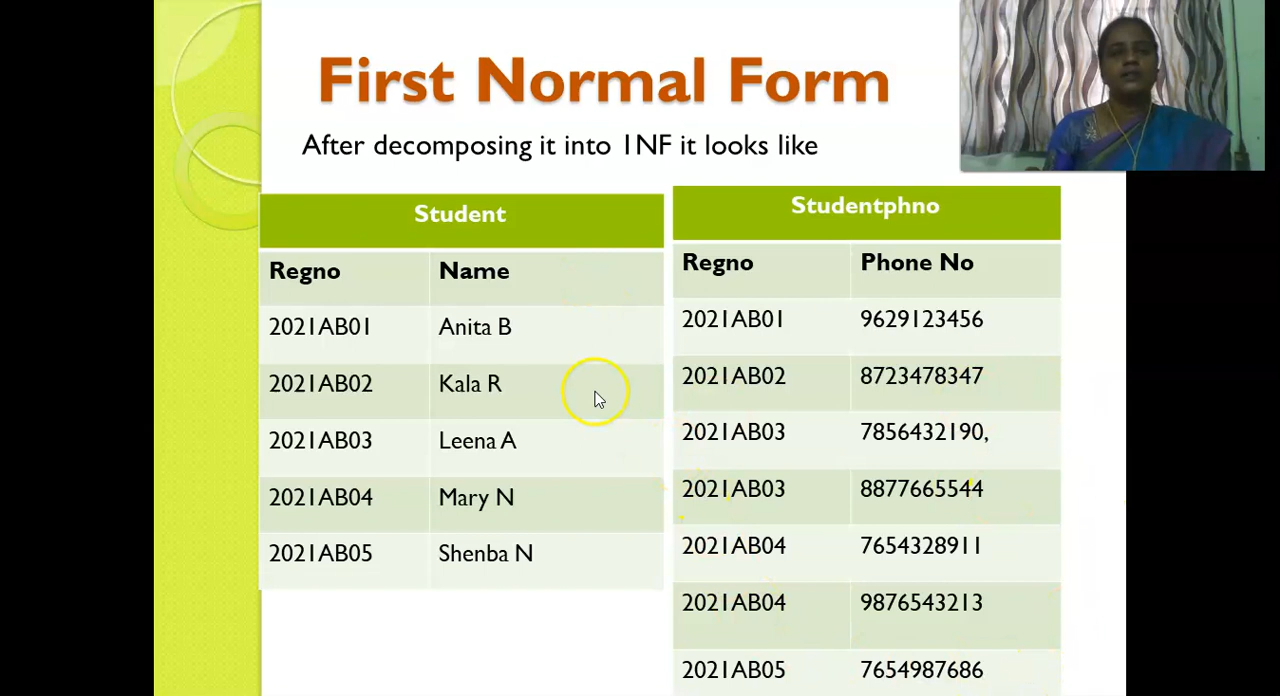 First Normal Form
After decomposing it into 1NF it looks like
Student
Regno Name
2021AB01 Anita B
2021AB02 Kala R
2021AB03 Leena A
2021AB04 Mary N
2021AB05 Shenba N
Studentphno
Regno Phone No
2021AB01 9629123456
2021AB02 8723478347
2021AB03 7856432190,
2021AB03 8877665544
2021AB04 7654328911
2021AB04 9876543213
2021AB05 7654987686